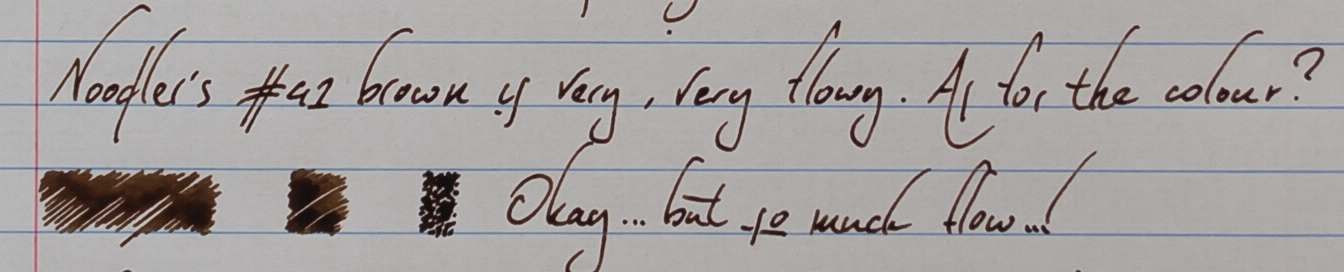 Noodler's #41 brown is very, very flowy. As for the colour?
Okay... but so much flow...!